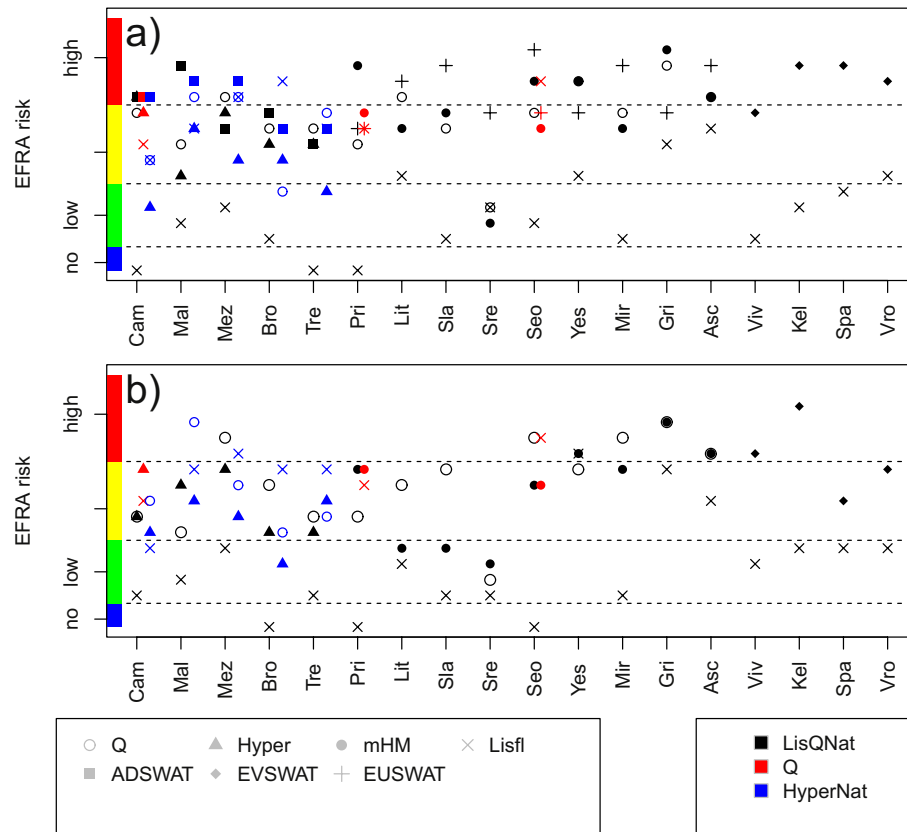 a)
EFRA risk
high
low
no
Cam Mal Mez Bro Tre Pri Lit Sla Sre Seo Yes Mir Gri Asc Viv Kel Spa Vro
b)
EFRA risk
high
low
no
Cam Mal Mez Bro Tre Pri Lit Sla Sre Seo Yes Mir Gri Asc Viv Kel Spa Vro
Q Hyper mHM Lisfl
ADSWAT EVSWAT EUSWAT
LisQNat
Q
HyperNat